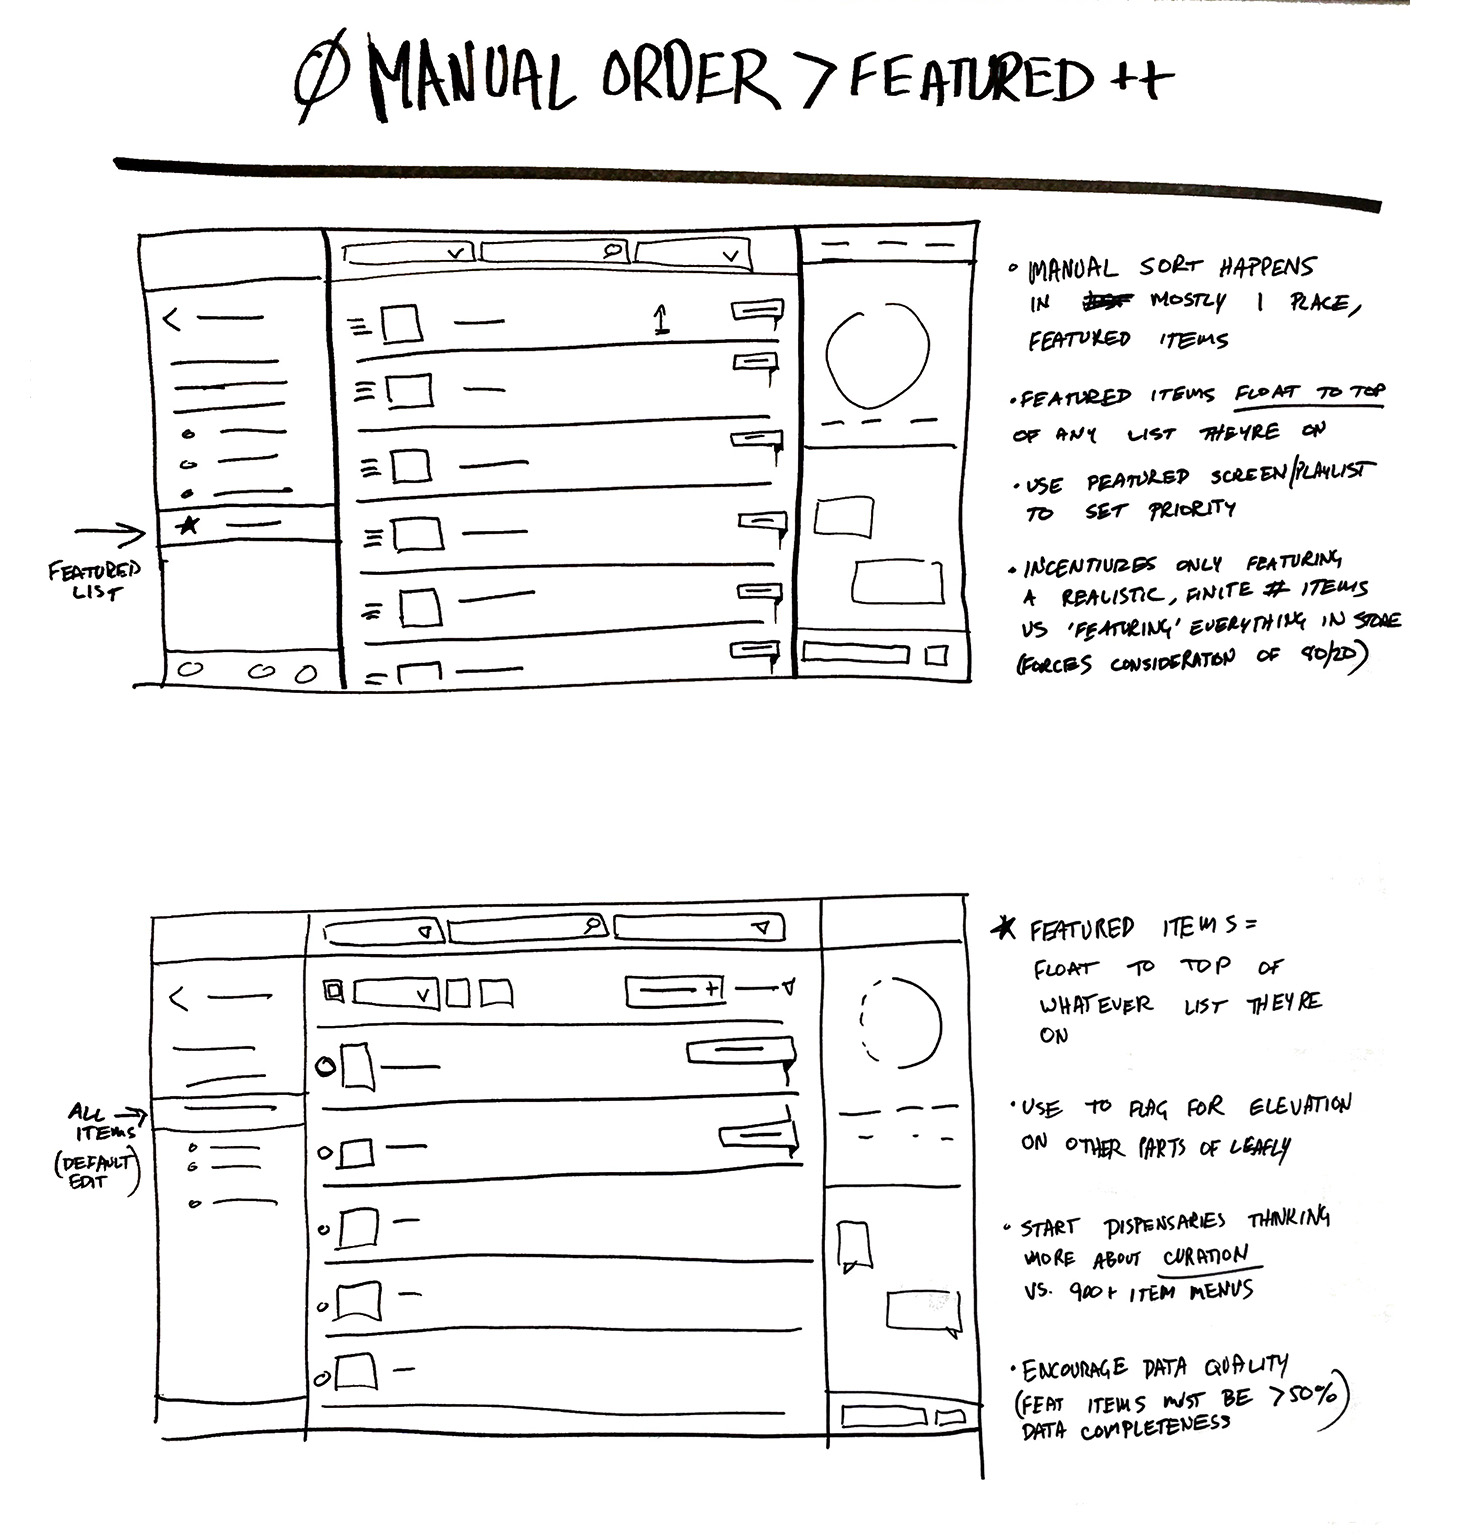 Ø MANUAL ORDER > FEATURED ++
• MANUAL SORT HAPPENS
IN MOSTLY 1 PLACE,
FEATURED ITEMS
• FEATURED ITEMS FLOAT TO TOP
OF ANY LIST THEYRE ON
• USE FEATURED SCREEN/PLAYLIST
TO SET PRIORITY
• INCENTIVIZES ONLY FEATURING
A REALISTIC, FINITE # ITEMS
VS 'FEATURING' EVERYTHING IN STORE
(FORCES CONSIDERATON OF 80/20)
FEATURED
LIST
★ FEATURED ITEMS =
FLOAT TO TOP OF
WHATEVER LIST THEYRE
ON
• USE TO FLAG FOR ELEVATION
ON OTHER PARTS OF LEAFLY
• START DISPENSARIES THINKING
MORE ABOUT CURATION
VS. 900+ ITEM MENUS
• ENCOURAGE DATA QUALITY
(FEAT ITEMS MUST BE >50%)
DATA COMPLETENESS
ALL →
ITEMS
(DEFAULT
EDIT)